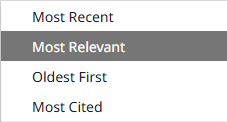 Most Recent
Most Relevant
Oldest First
Most Cited